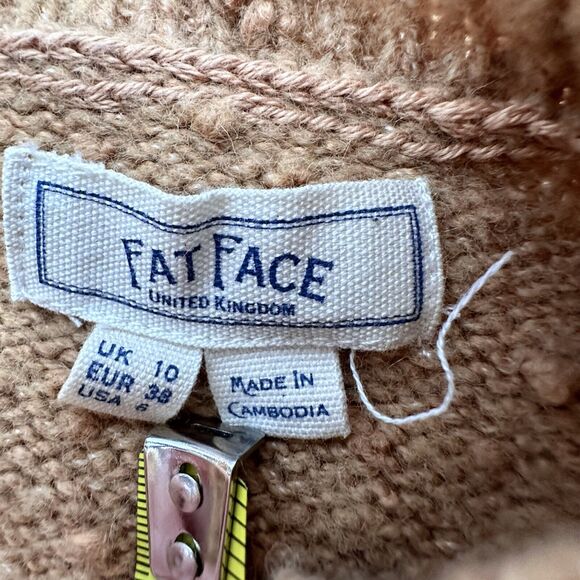 FAT FACE
UNITED KINGDOM
UK 10
EUR 38
USA 6
MADE IN
CAMBODIA